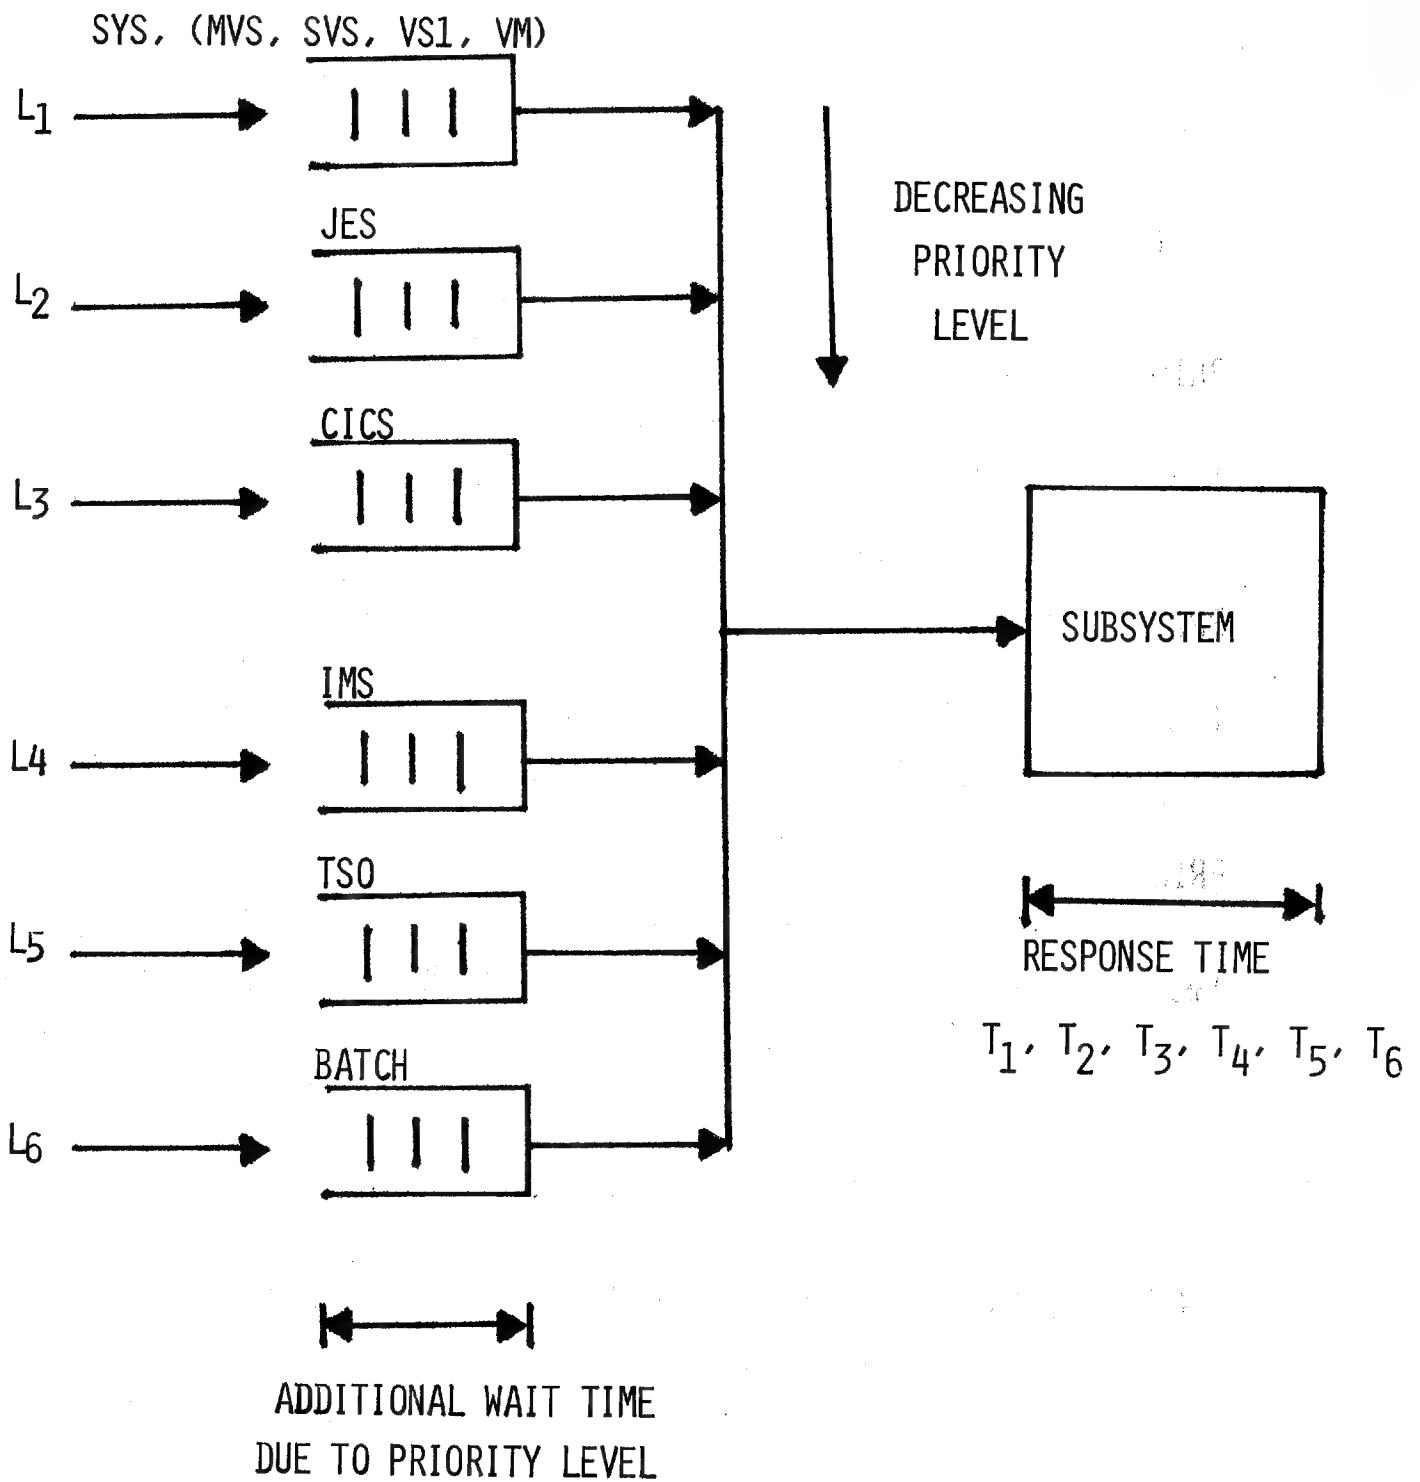 SYS, (MVS, SVS, VS1, VM)
L1
JES
L2
DECREASING
PRIORITY
LEVEL
CICS
L3
SUBSYSTEM
IMS
L4
TSO
L5
RESPONSE TIME
T1, T2, T3, T4, T5, T6
BATCH
L6
ADDITIONAL WAIT TIME
DUE TO PRIORITY LEVEL